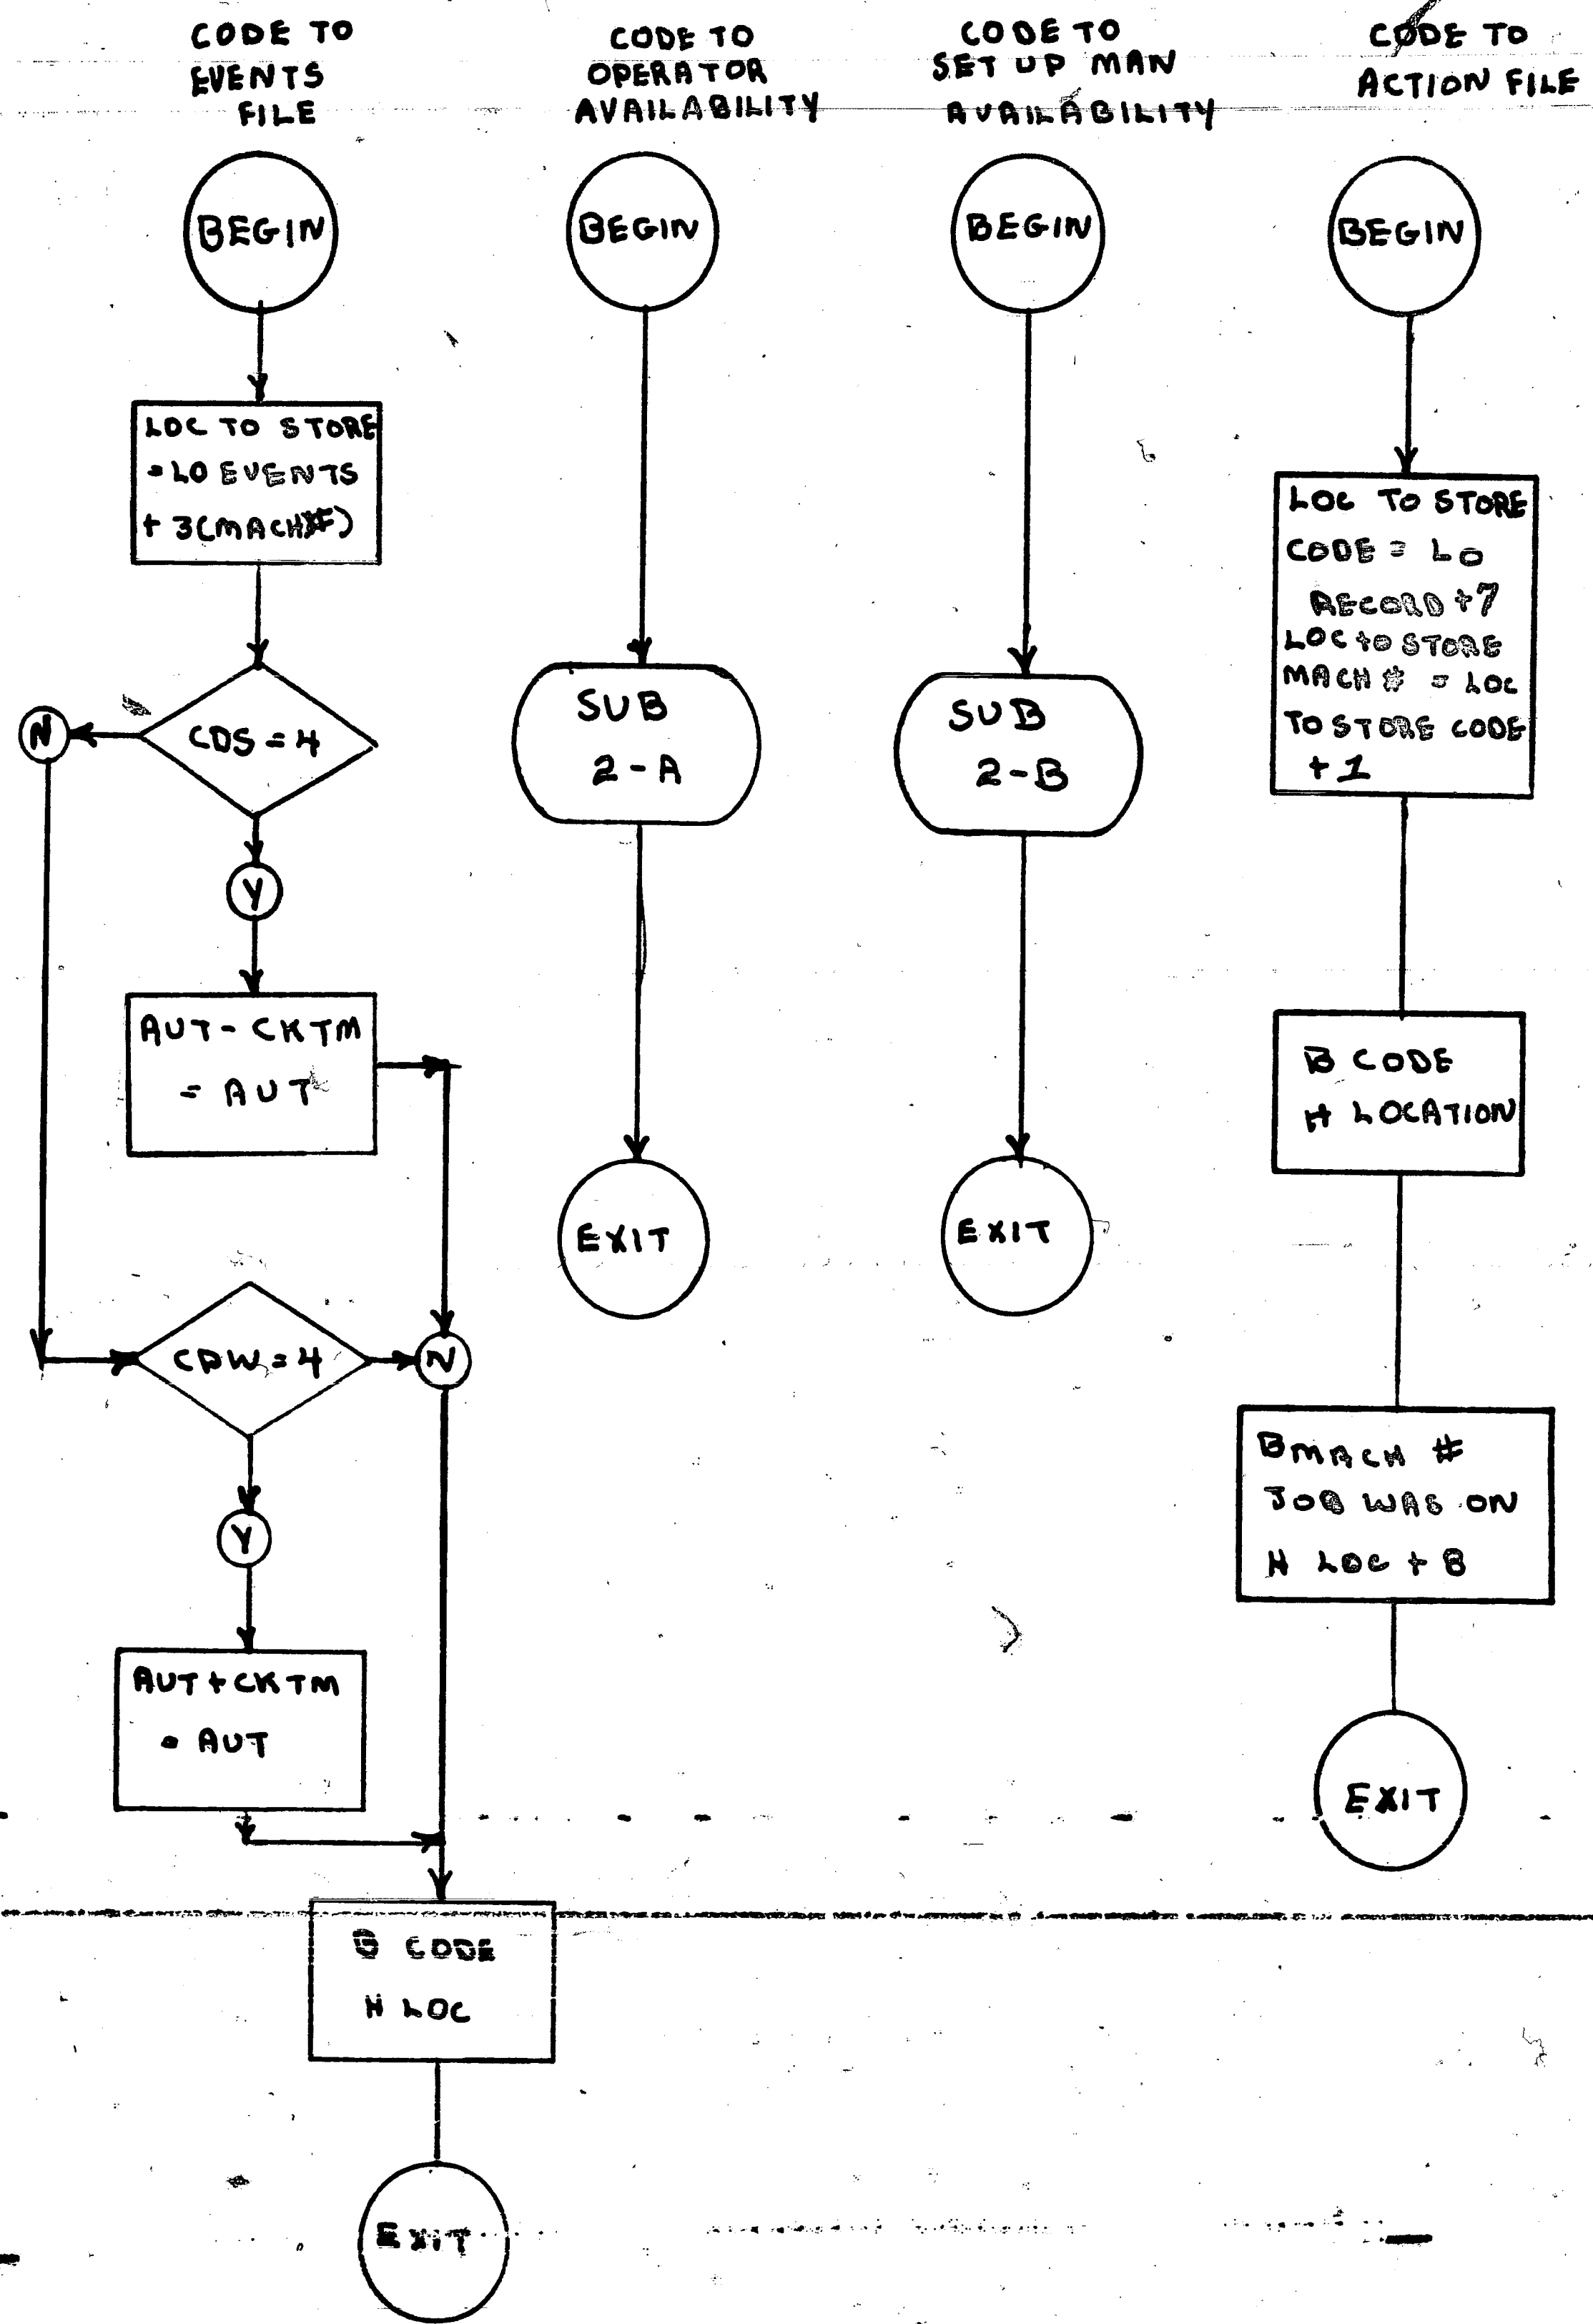 CODE TO
EVENTS
FILE
BEGIN
LOC TO STORE
= LO EVENTS
+ 3(MACH#)
CDS = 4
N
Y
AUT - CKTM
= AUT
CDW = 4
N
Y
AUT + CKTM
= AUT
B CODE
H LOC
EXIT
CODE TO
OPERATOR
AVAILABILITY
BEGIN
SUB
2-A
EXIT
CODE TO
SET UP MAN
AVAILABILITY
BEGIN
SUB
2-B
EXIT
CODE TO
ACTION FILE
BEGIN
LOC TO STORE
CODE = LO
RECORD +7
LOC TO STORE
MACH # = LOC
TO STORE CODE
+ 1
B CODE
H LOCATION
B MACH #
JOB WAS ON
H LOC + 8
EXIT